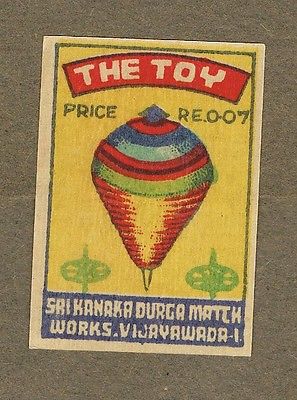 THE TOY
PRICE RE.0-07
SRI KANAKA DURGA MATCH
WORKS. VIJAYAWADA-1.